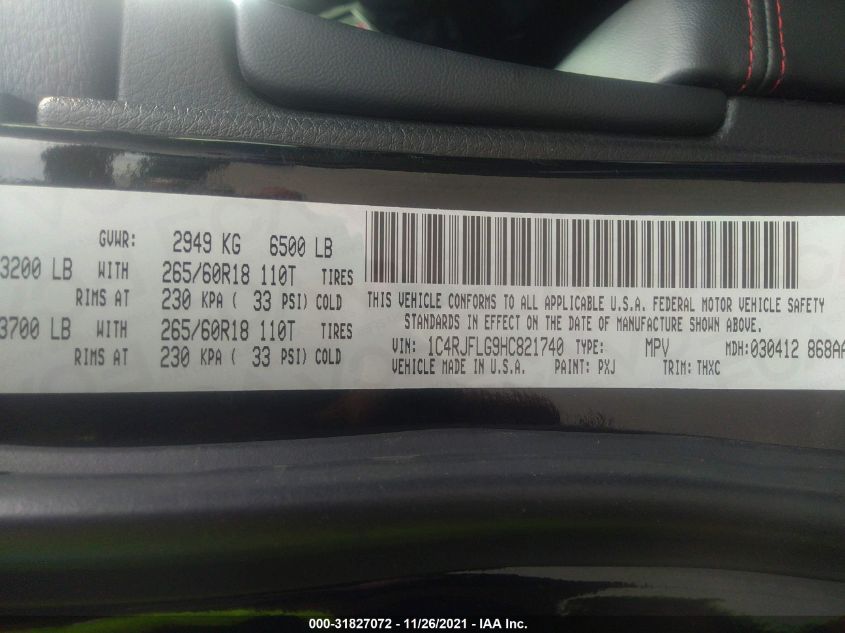 GVWR: 2949 KG 6500 LB
3200 LB WITH 265/60R18 110T TIRES
RIMS AT 230 KPA ( 33 PSI) COLD
3700 LB WITH 265/60R18 110T TIRES
RIMS AT 230 KPA ( 33 PSI) COLD
THIS VEHICLE CONFORMS TO ALL APPLICABLE U.S.A. FEDERAL MOTOR VEHICLE SAFETY
STANDARDS IN EFFECT ON THE DATE OF MANUFACTURE SHOWN ABOVE.
VIN: 1C4RJFLG9HC821740 TYPE: MPV MDH:030412 868AA
VEHICLE MADE IN U.S.A. PAINT: PXJ TRIM: THXC
000-31827072 - 11/26/2021 - IAA Inc.